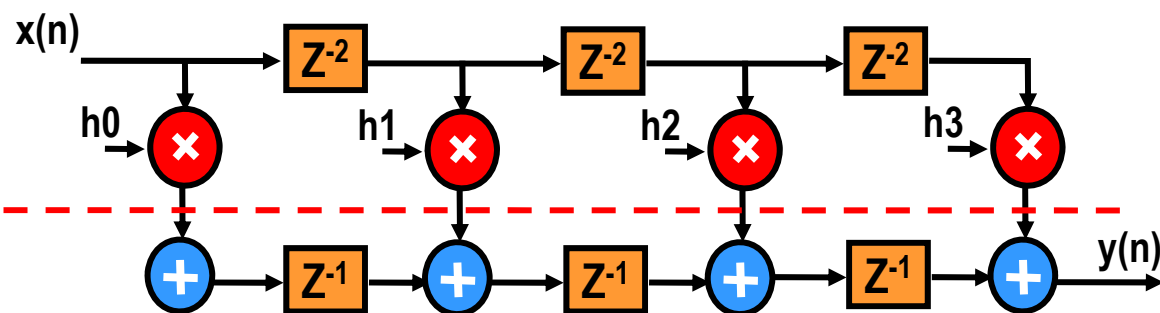 x(n)
Z-2
Z-2
Z-2
h0
×
h1
×
h2
×
h3
×
+
Z-1
+
Z-1
+
Z-1
+
y(n)